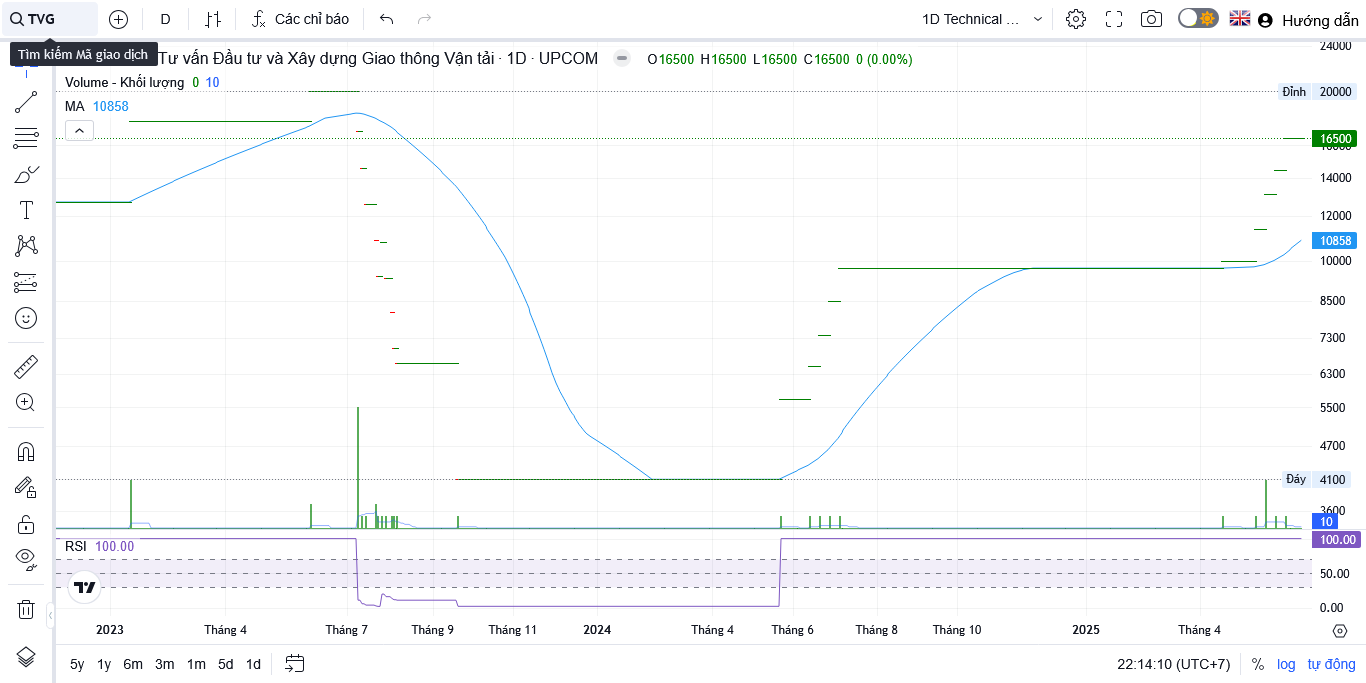 TVG
D
Các chỉ báo
1D Technical ...
Hướng dẫn
Tìm kiếm Mã giao dịch
Tư vấn Đầu tư và Xây dựng Giao thông Vận tải · 1D · UPCOM
O16500 H16500 L16500 C16500 0 (0.00%)
Volume - Khối lượng 0 10
MA 10858
24000
Đỉnh 20000
16500
16000
14000
12000
10858
10000
8500
7300
6300
5500
4700
Đáy 4100
3600
10
RSI 100.00
100.00
50.00
0.00
2023 Tháng 4 Tháng 7 Tháng 9 Tháng 11 2024 Tháng 4 Tháng 6 Tháng 8 Tháng 10 2025 Tháng 4
5y 1y 6m 3m 1m 5d 1d
22:14:10 (UTC+7) % log tự động